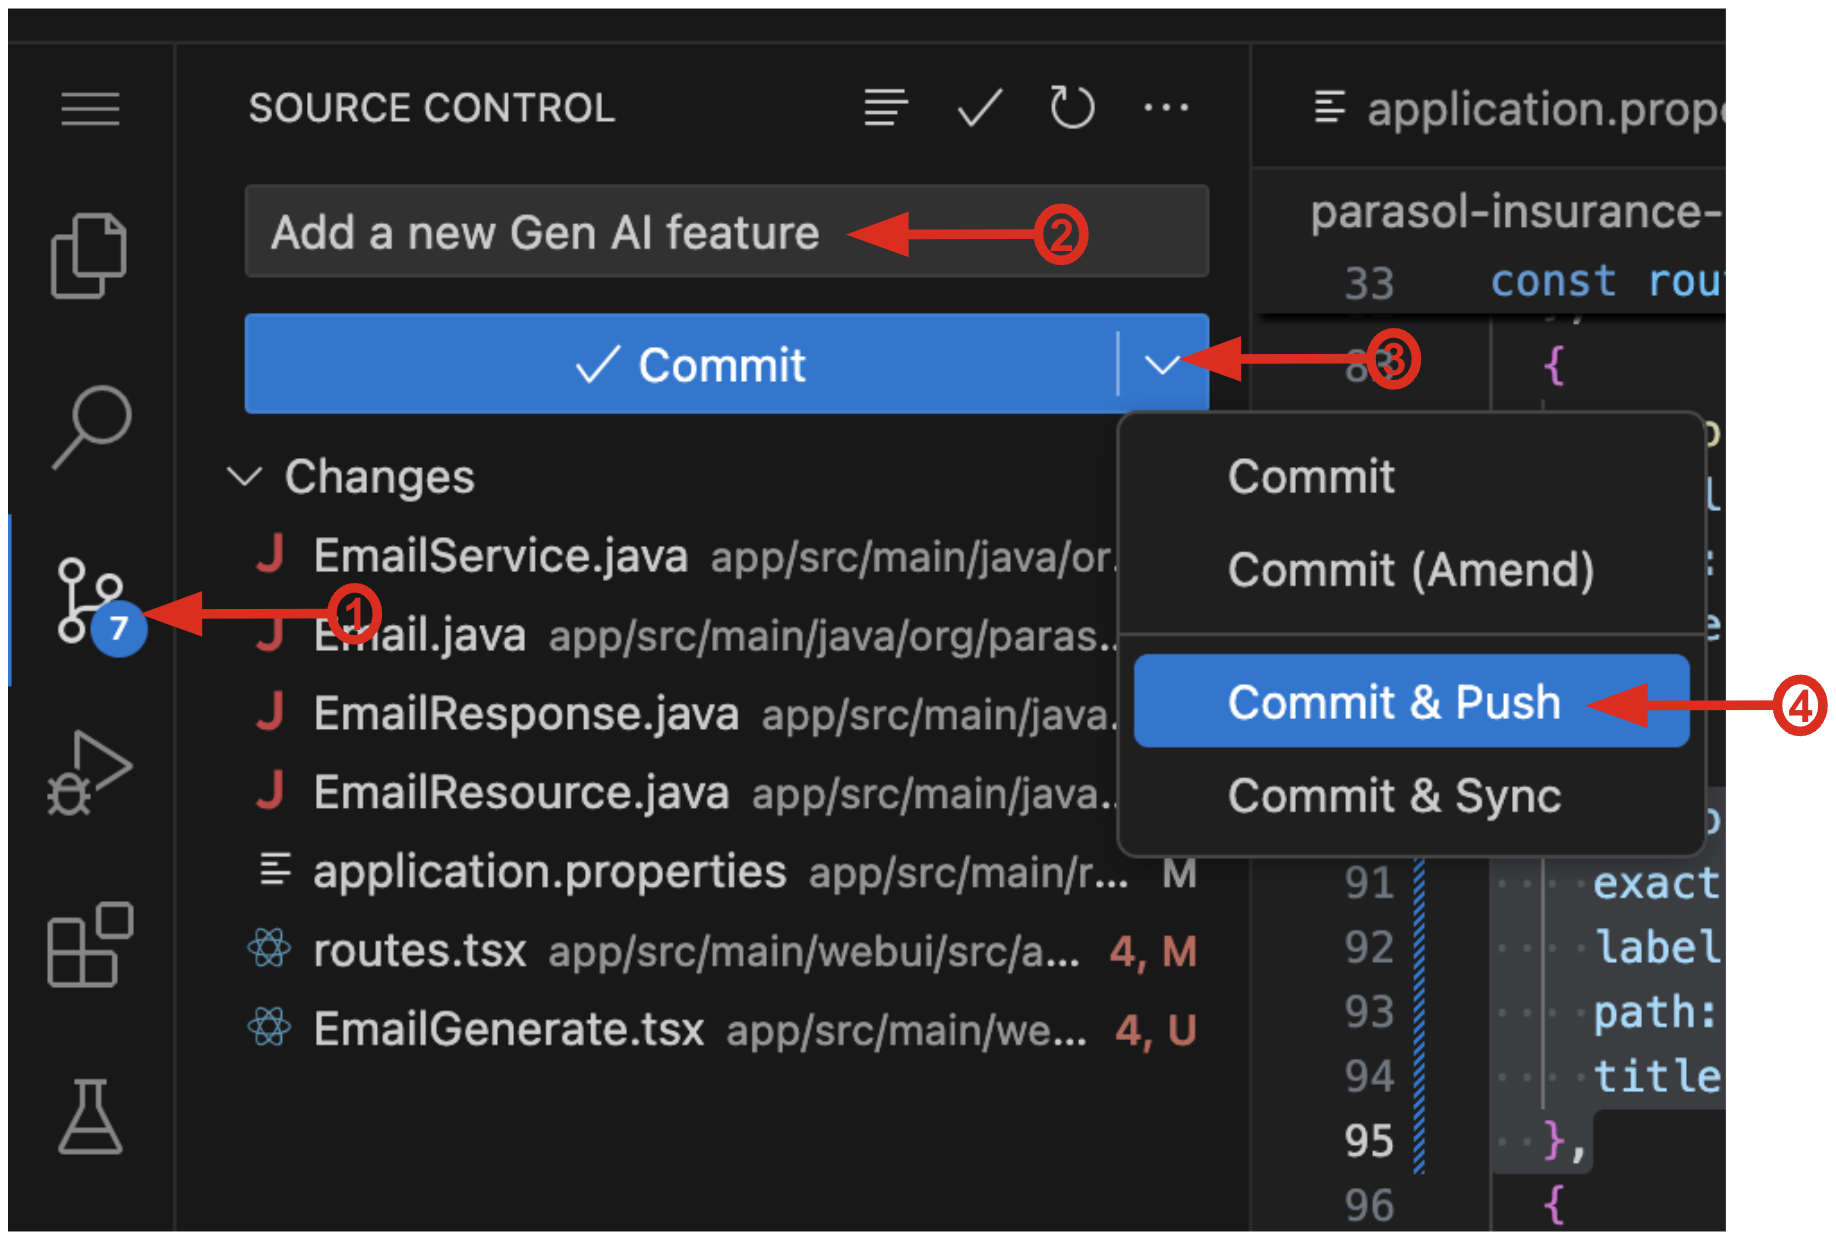 SOURCE CONTROL
Add a new Gen AI feature
2
Commit
3
Changes
EmailService.java app/src/main/java/or...
7
1
Email.java app/src/main/java/org/paras...
EmailResponse.java app/src/main/java...
EmailResource.java app/src/main/java...
application.properties app/src/main/r... M
routes.tsx app/src/main/webui/src/a... 4, M
EmailGenerate.tsx app/src/main/we... 4, U
Commit
Commit (Amend)
Commit & Push
4
Commit & Sync
application.prop
parasol-insurance-
33 const rou
{
91 exact
92 label
93 path:
94 title
95 },
96 {